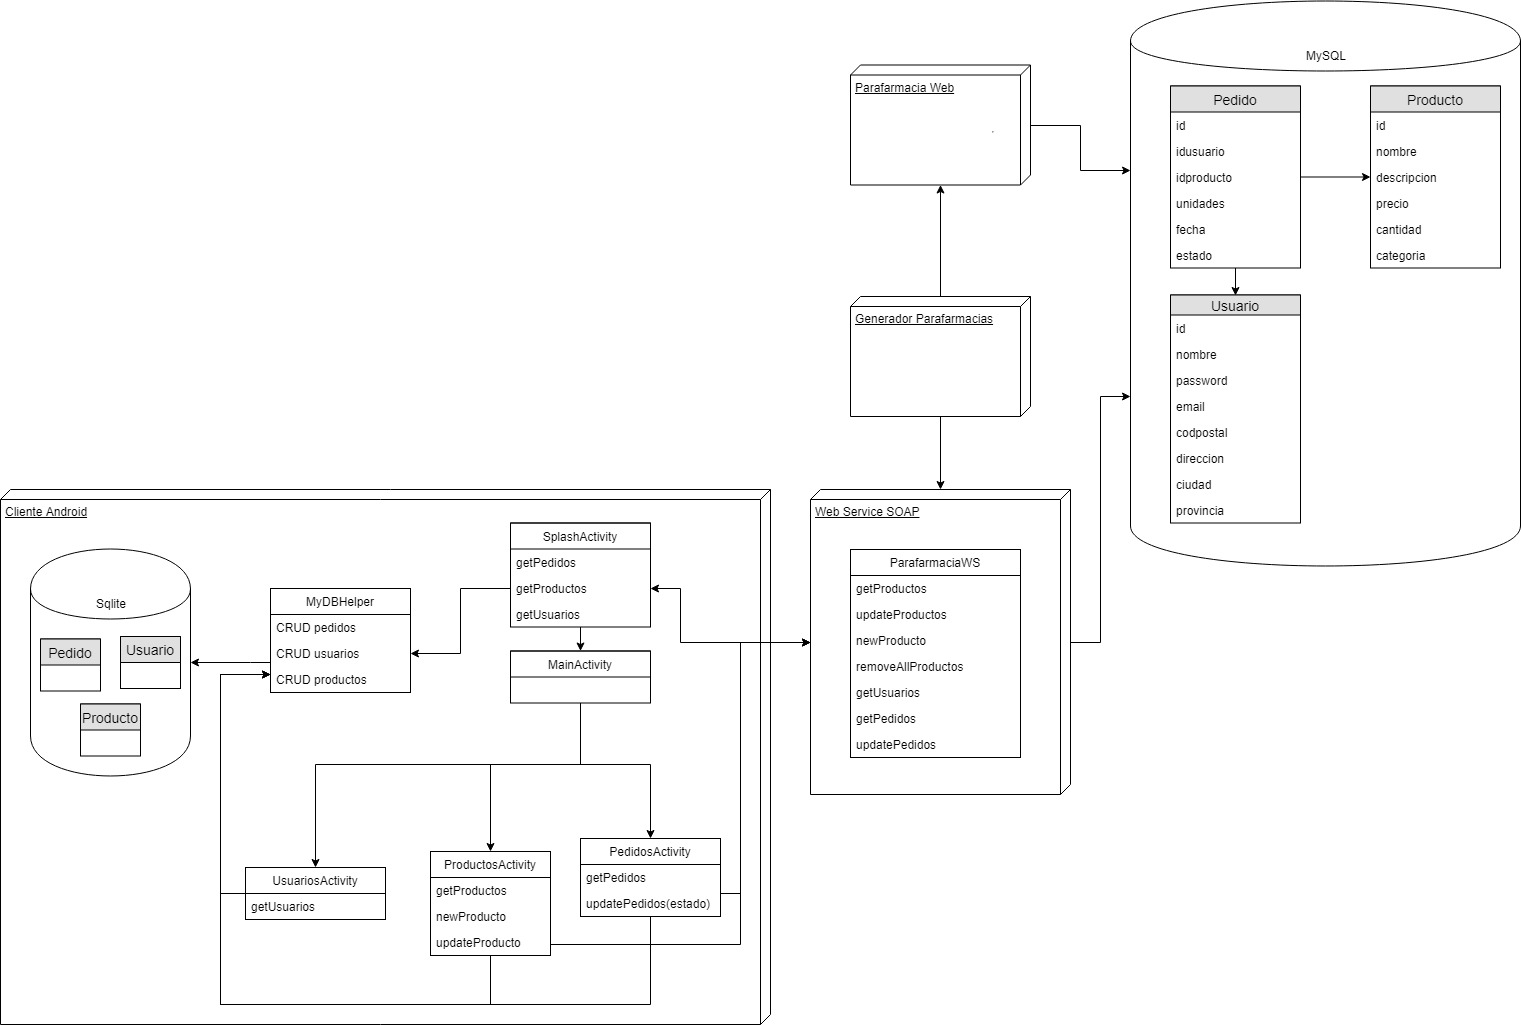 MySQL
Parafarmacia Web
Pedido
id
idusuario
idproducto
unidades
fecha
estado
Producto
id
nombre
descripcion
precio
cantidad
categoria
Usuario
id
nombre
password
email
codpostal
direccion
ciudad
provincia
Generador Parafarmacias
Cliente Android
Sqlite
Pedido
Usuario
Producto
MyDBHelper
CRUD pedidos
CRUD usuarios
CRUD productos
SplashActivity
getPedidos
getProductos
getUsuarios
MainActivity
UsuariosActivity
getUsuarios
ProductosActivity
getProductos
newProducto
updateProducto
PedidosActivity
getPedidos
updatePedidos(estado)
Web Service SOAP
ParafarmaciaWS
getProductos
updateProductos
newProducto
removeAllProductos
getUsuarios
getPedidos
updatePedidos